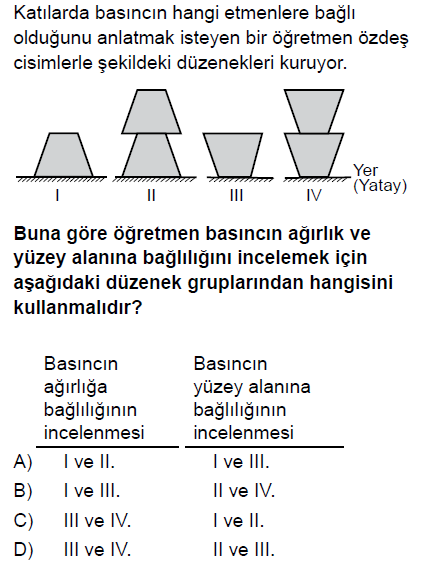 Katılarda basıncın hangi etmenlere bağlı
olduğunu anlatmak isteyen bir öğretmen özdeş
cisimlerle şekildeki düzenekleri kuruyor.
Yer
(Yatay)
I II III IV
Buna göre öğretmen basıncın ağırlık ve
yüzey alanına bağlılığını incelemek için
aşağıdaki düzenek gruplarından hangisini
kullanmalıdır?
Basıncın Basıncın
ağırlığa yüzey alanına
bağlılığının bağlılığının
incelenmesi incelenmesi
A) I ve II. I ve III.
B) I ve III. II ve IV.
C) III ve IV. I ve II.
D) III ve IV. II ve III.